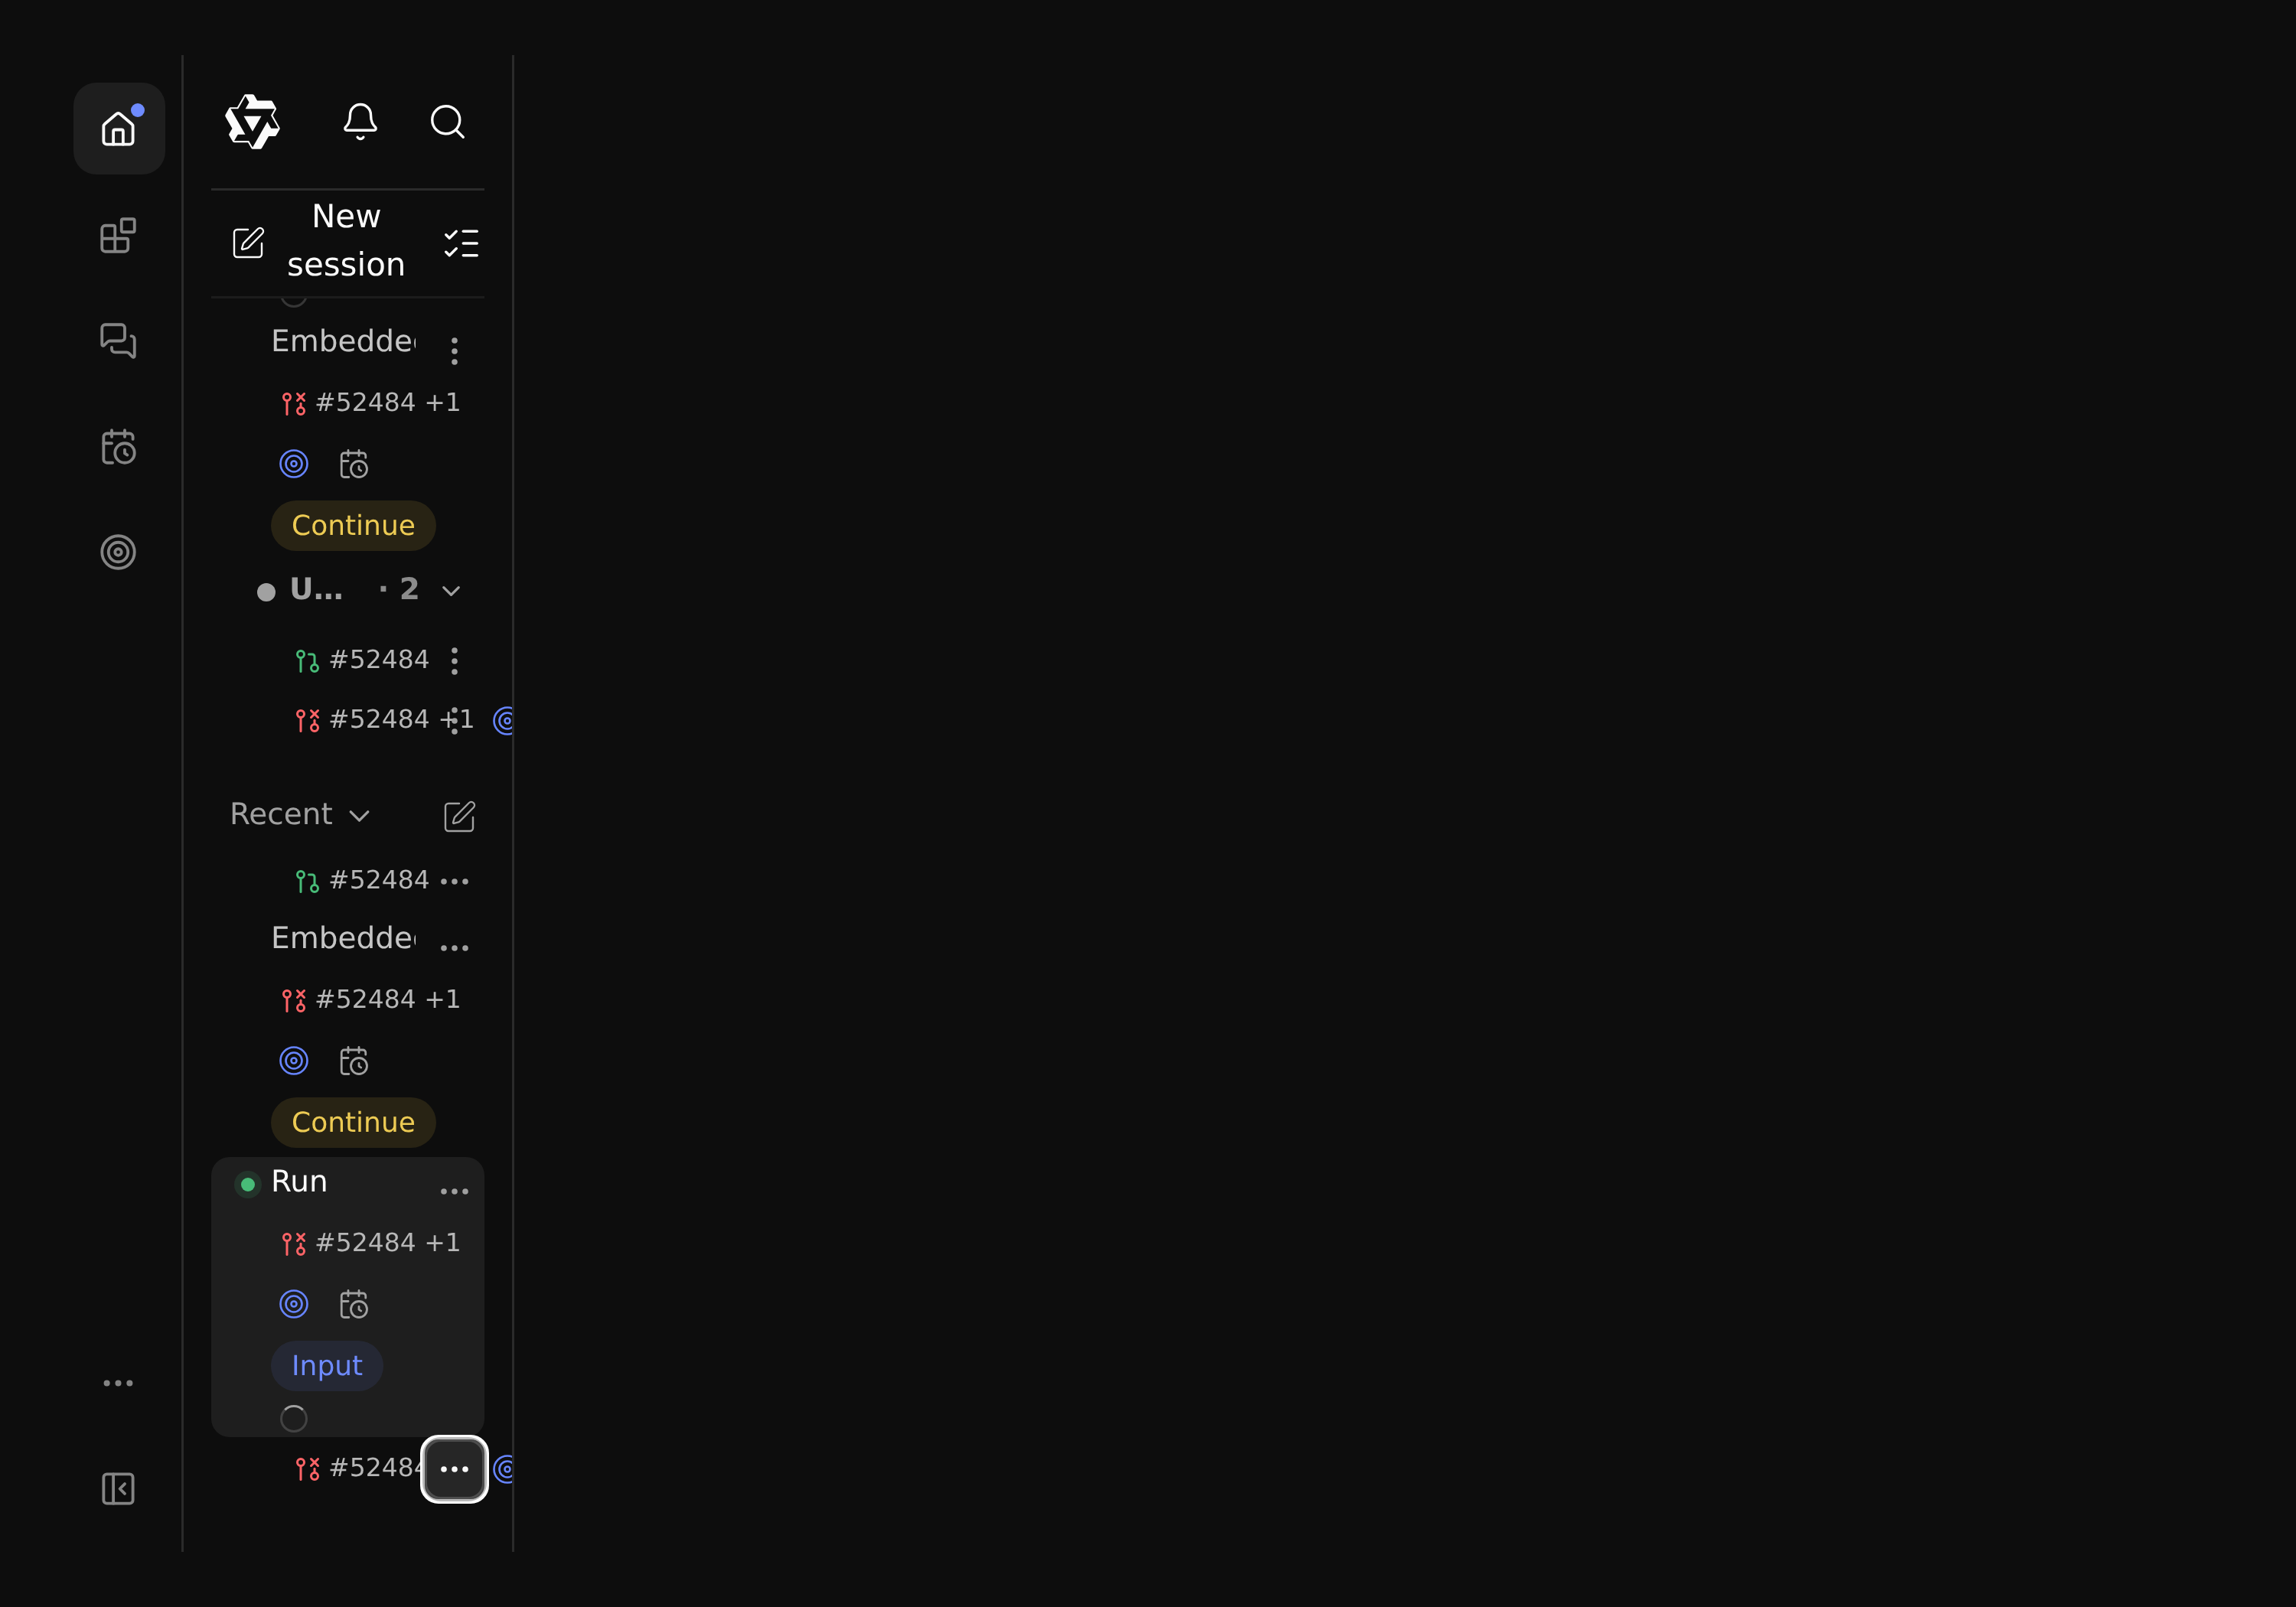 New
session
Embedde
#52484 +1
Continue
U... · 2
#52484
#52484 +1
Recent
#52484
Embedde
#52484 +1
Continue
Run
#52484 +1
Input
#52484